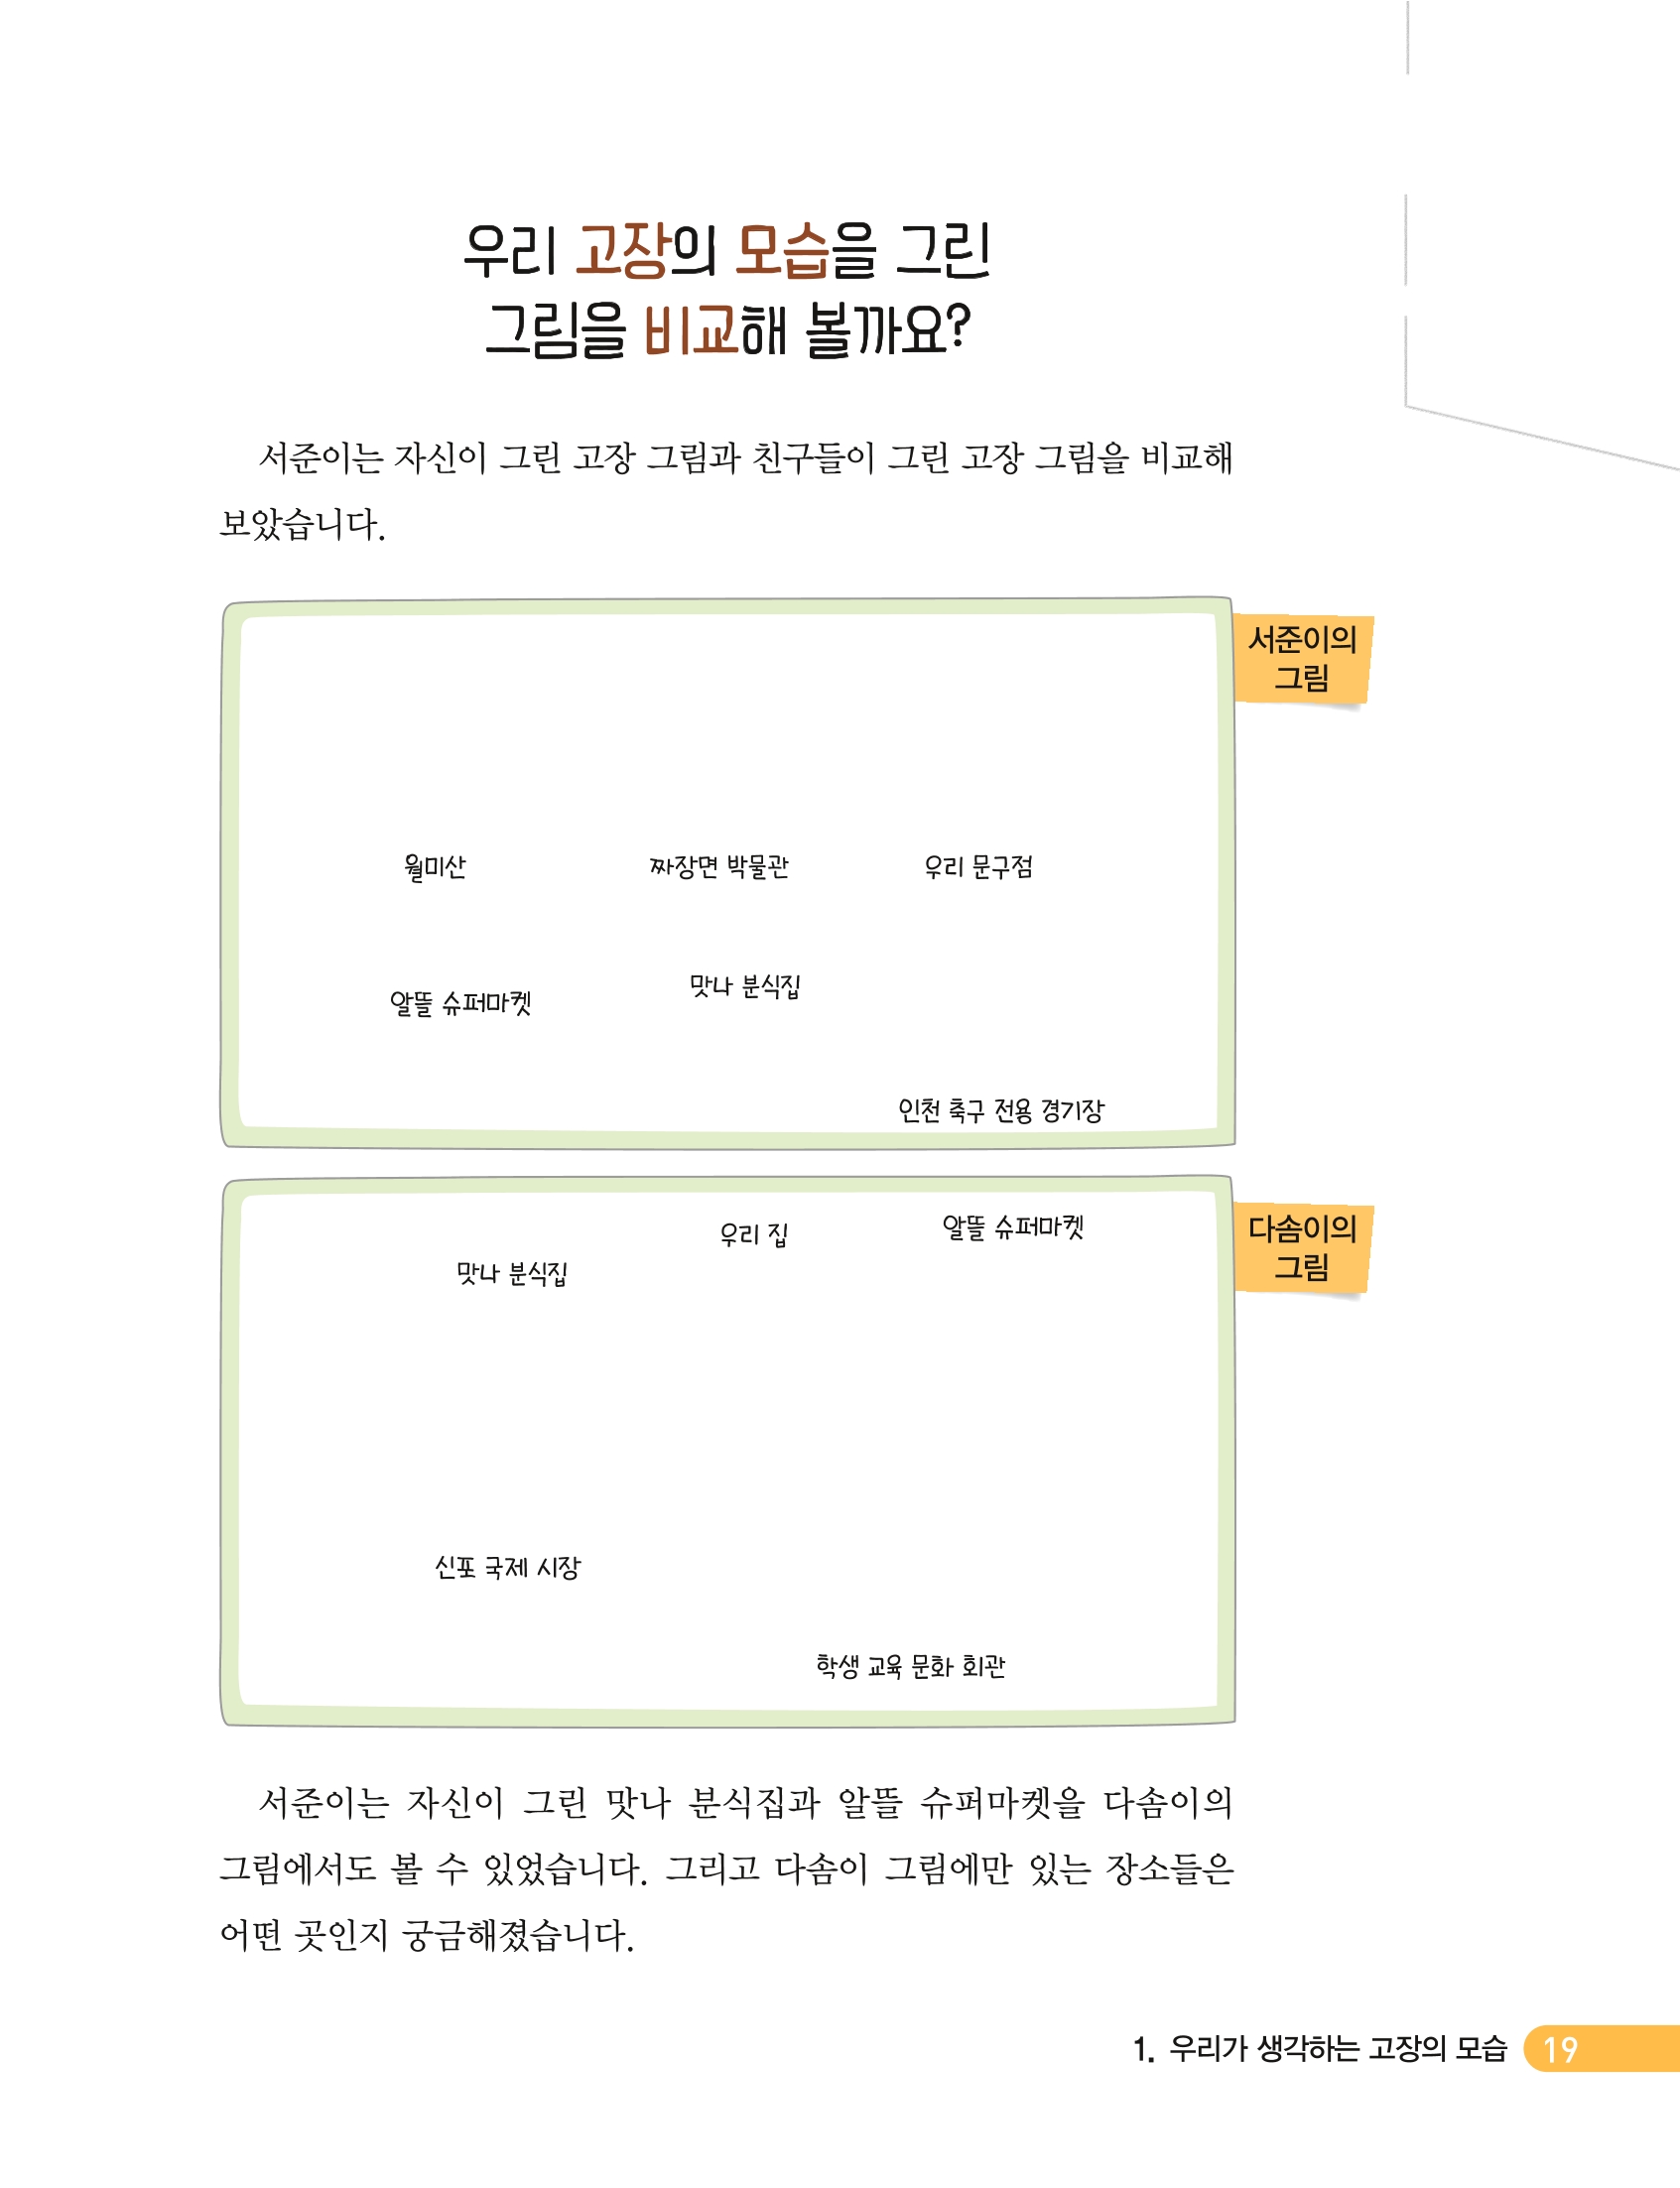 우리 고장의 모습을 그린
그림을 비교해 볼까요?
서준이는 자신이 그린 고장 그림과 친구들이 그린 고장 그림을 비교해
보았습니다.
서준이의
그림
월미산
짜장면 박물관
우리 문구점
알뜰 슈퍼마켓
맛나 분식집
인천 축구 전용 경기장
다솜이의
그림
우리 집
알뜰 슈퍼마켓
맛나 분식집
신포 국제 시장
학생 교육 문화 회관
서준이는 자신이 그린 맛나 분식집과 알뜰 슈퍼마켓을 다솜이의
그림에서도 볼 수 있었습니다. 그리고 다솜이 그림에만 있는 장소들은
어떤 곳인지 궁금해졌습니다.
1. 우리가 생각하는 고장의 모습 19